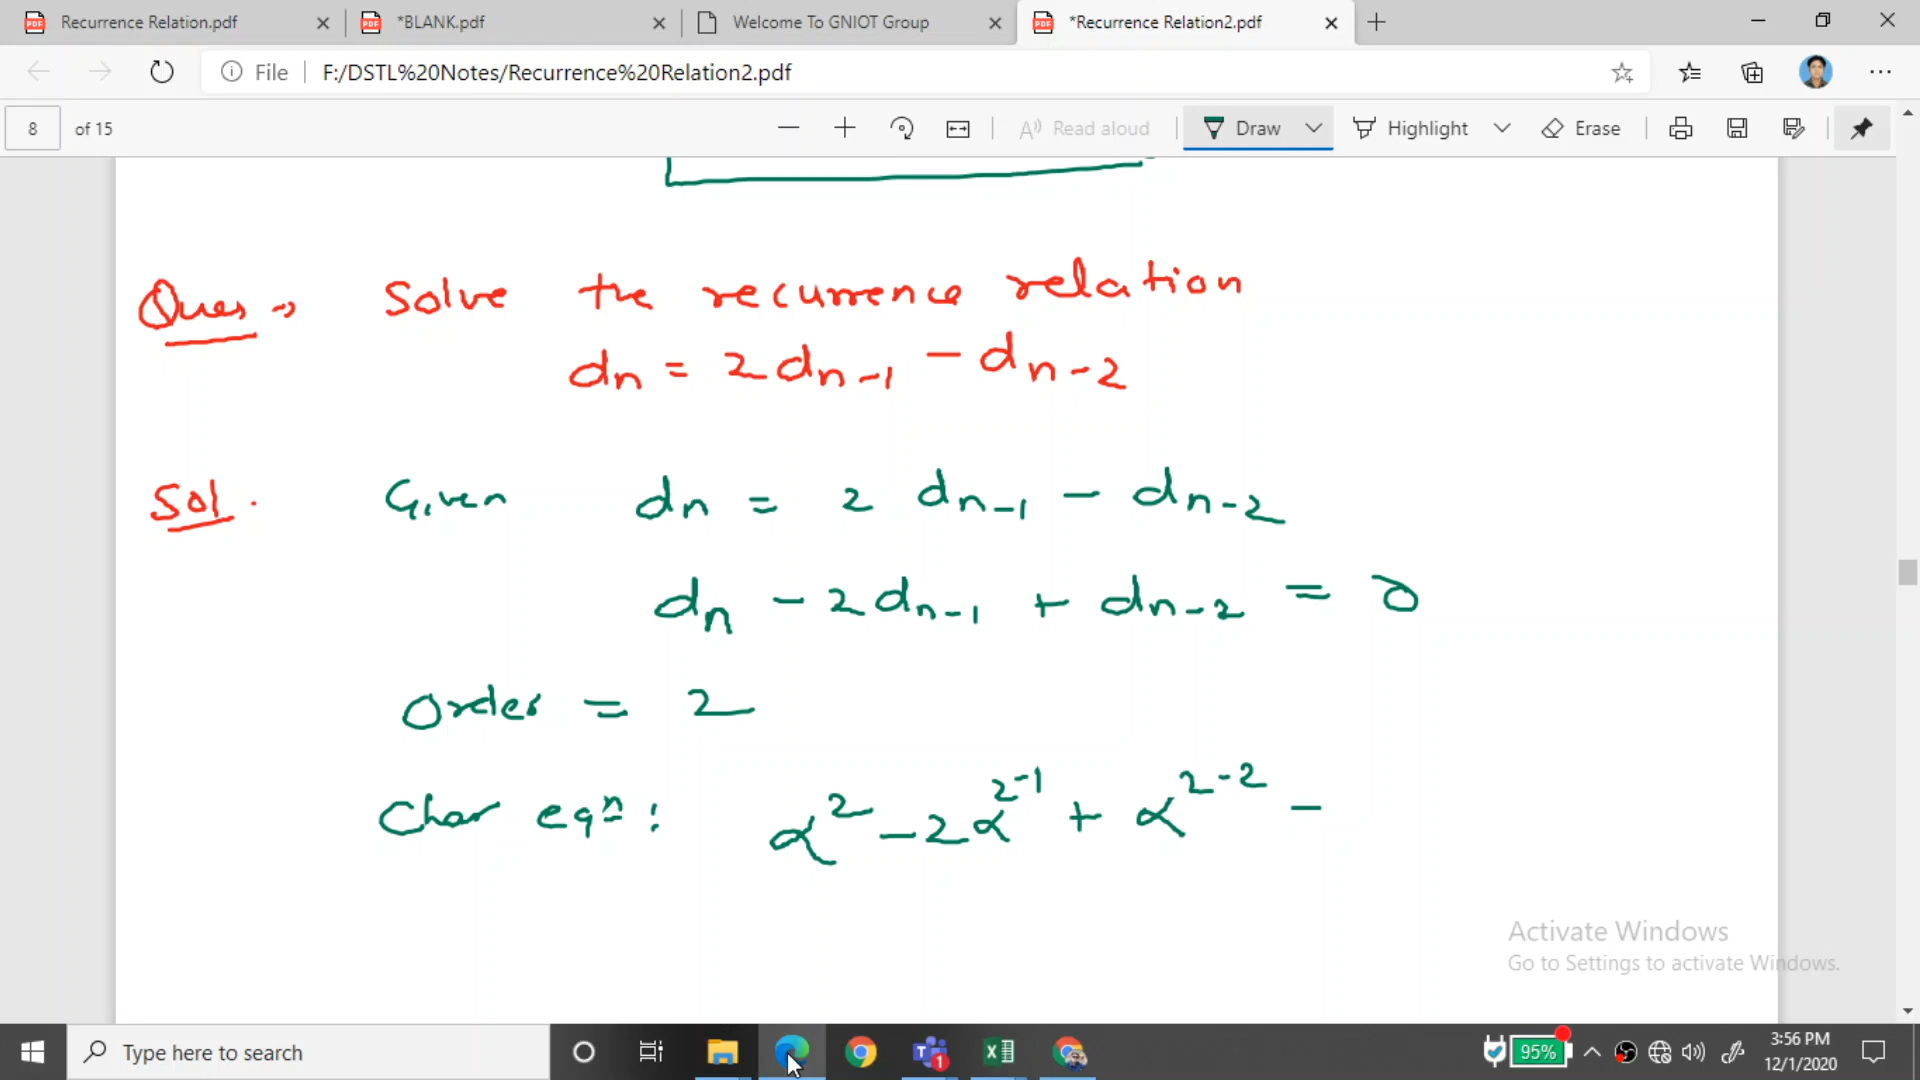 Recurrence Relation.pdf
*BLANK.pdf
Welcome To GNIOT Group
*Recurrence Relation2.pdf
File F:/DSTL%20Notes/Recurrence%20Relation2.pdf
8 of 15
Read aloud
Draw
Highlight
Erase
Ques → Solve the recurrence relation
dn = 2dn-1 - dn-2
Sol. Given dn = 2 dn-1 - dn-2
dn - 2dn-1 + dn-2 = 0
Order = 2
Char eqⁿ : α² - 2α²⁻¹ + α²⁻² -
Activate Windows
Go to Settings to activate Windows.
Type here to search
1
95%
3:56 PM
12/1/2020